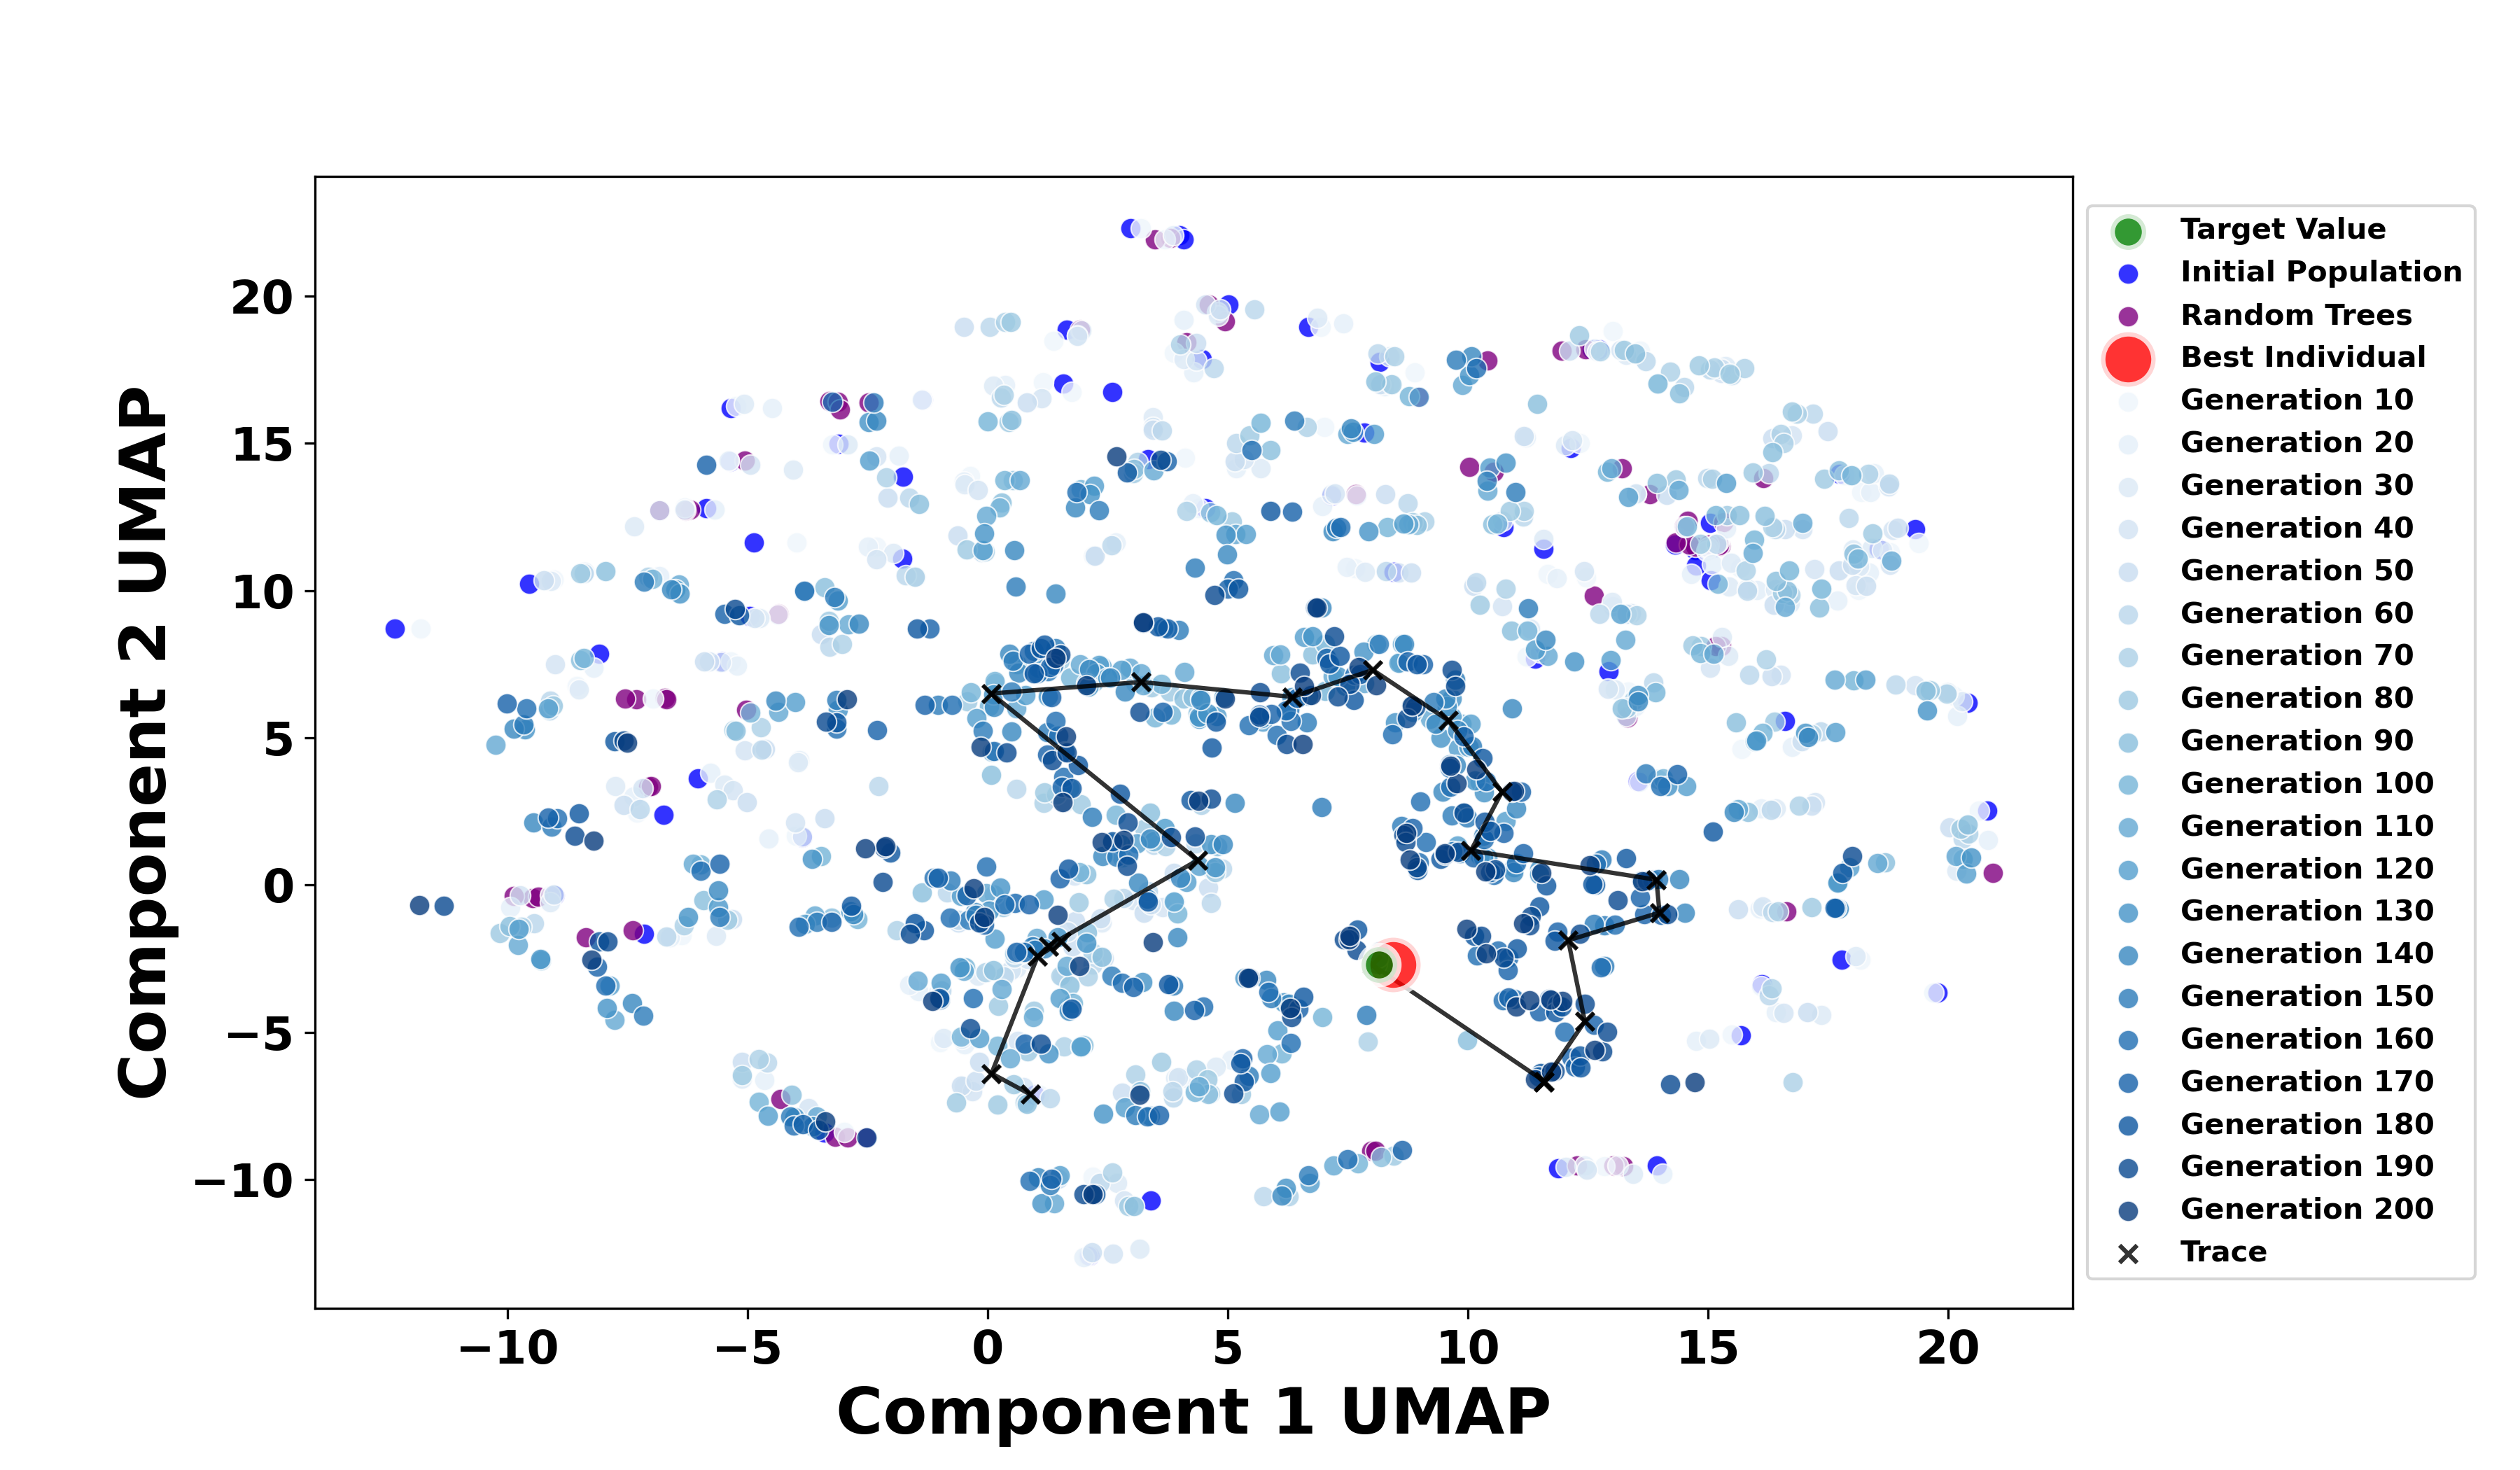 20
15
10
5
0
−5
−10
−10
−5
0
5
10
15
20
Component 2 UMAP
Component 1 UMAP
Target Value
Initial Population
Random Trees
Best Individual
Generation 10
Generation 20
Generation 30
Generation 40
Generation 50
Generation 60
Generation 70
Generation 80
Generation 90
Generation 100
Generation 110
Generation 120
Generation 130
Generation 140
Generation 150
Generation 160
Generation 170
Generation 180
Generation 190
Generation 200
Trace